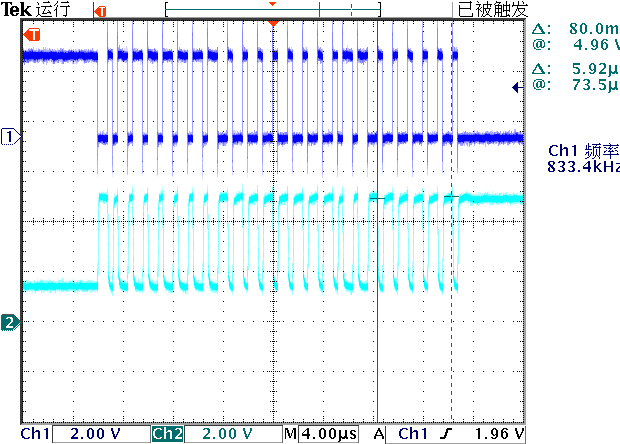 Tek 运行 T 已被触发
T
Δ: 80.0m
@: 4.96 V
Δ: 5.92µ
@: 73.5µ
1
Ch1 频率
833.4kHz
2
Ch1 2.00 V Ch2 2.00 V M 4.00µs A Ch1 1.96 V